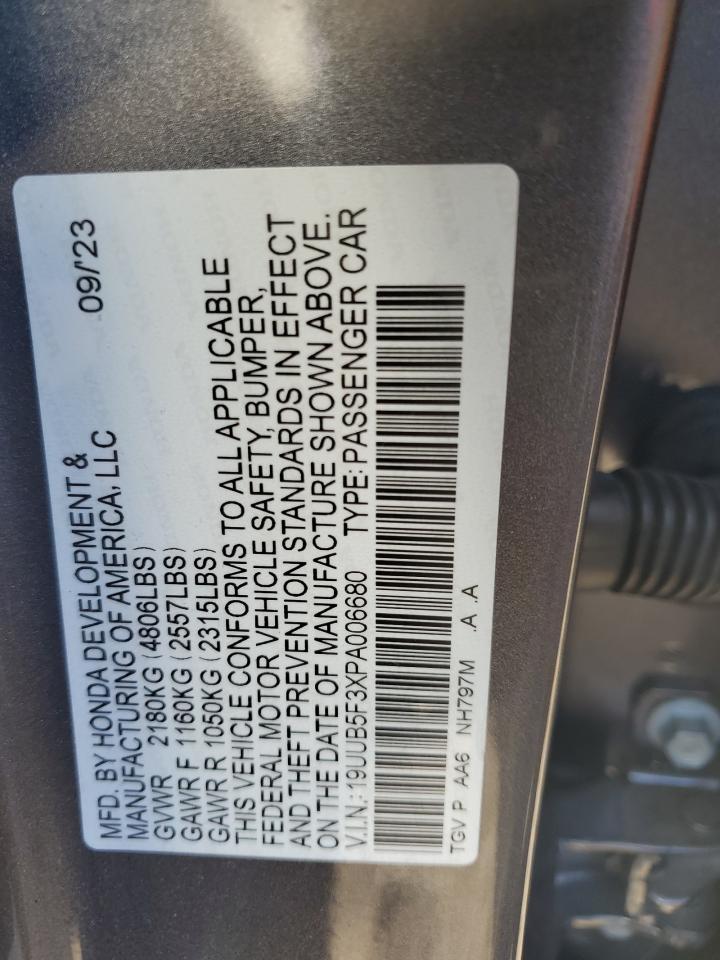 MFD. BY HONDA DEVELOPMENT &
MANUFACTURING OF AMERICA, LLC 09/23
GVWR 2180KG (4806LBS)
GAWR F 1160KG (2557LBS)
GAWR R 1050KG (2315LBS)
THIS VEHICLE CONFORMS TO ALL APPLICABLE
FEDERAL MOTOR VEHICLE SAFETY, BUMPER,
AND THEFT PREVENTION STANDARDS IN EFFECT
ON THE DATE OF MANUFACTURE SHOWN ABOVE.
V.I.N.: 19UUB5F3XPA006680 TYPE: PASSENGER CAR
TGV P AA6 NH797M .A .A